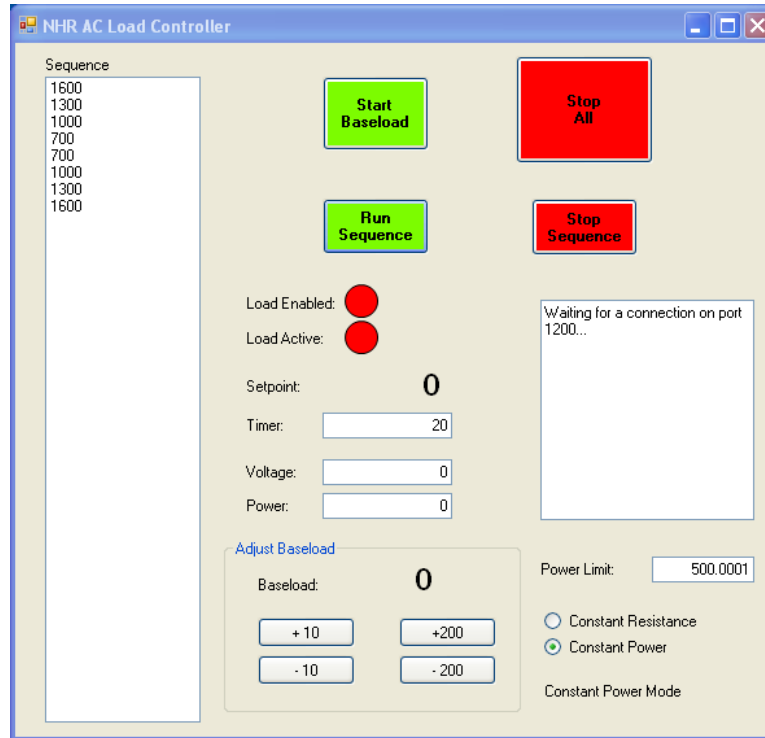 NHR AC Load Controller
Sequence
1600
1300
1000
700
700
1000
1300
1600
Start
Baseload
Stop
All
Run
Sequence
Stop
Sequence
Load Enabled:
Load Active:
Setpoint: 0
Timer: 20
Voltage: 0
Power: 0
Waiting for a connection on port
1200...
Adjust Baseload
Baseload: 0
+ 10 +200
- 10 - 200
Power Limit: 500.0001
Constant Resistance
Constant Power
Constant Power Mode